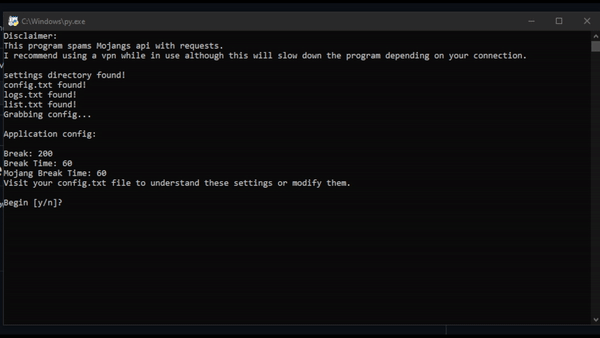 C:\Windows\py.exe
Disclaimer:
This program spams Mojangs api with requests.
I recommend using a vpn while in use although this will slow down the program depending on your connection.
settings directory found!
config.txt found!
logs.txt found!
list.txt found!
Grabbing config...
Application config:
Break: 200
Break Time: 60
Mojang Break Time: 60
Visit your config.txt file to understand these settings or modify them.
Begin [y/n]?